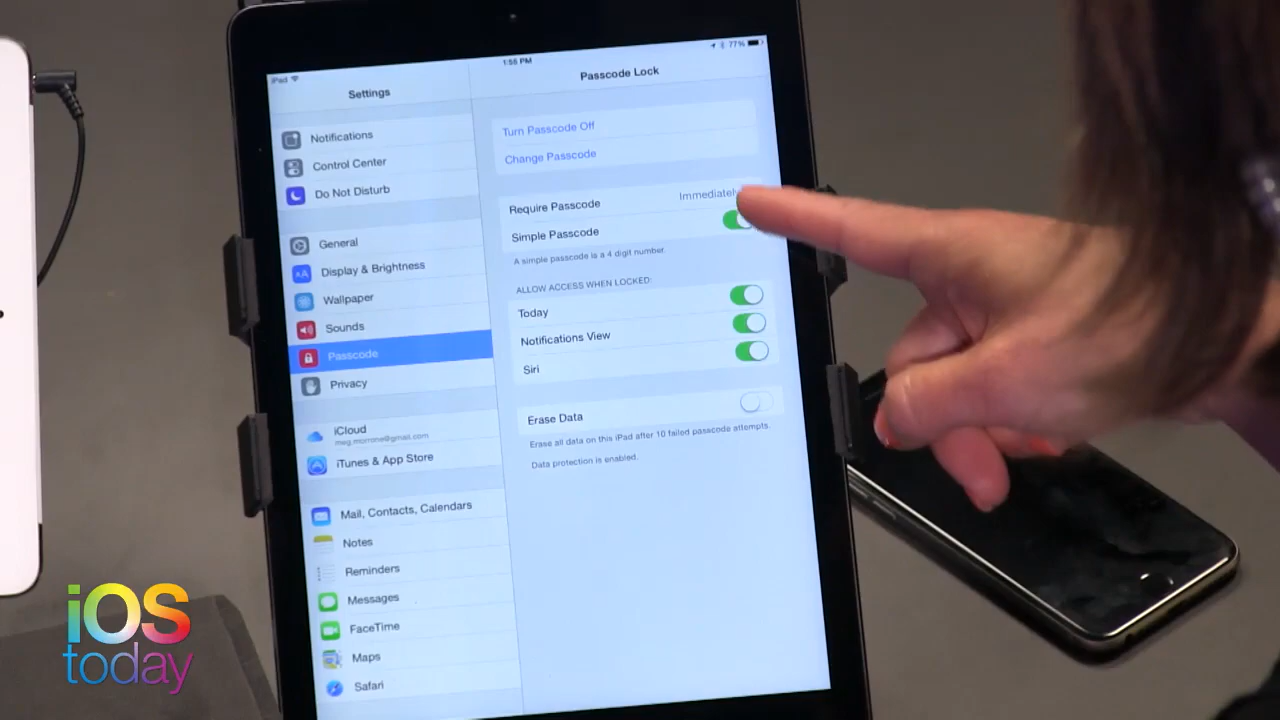 iPad
1:55 PM
77%
Settings
Notifications
Control Center
Do Not Disturb
General
AA Display & Brightness
Wallpaper
Sounds
Passcode
Privacy
iCloud
iTunes & App Store
Mail, Contacts, Calendars
Notes
Reminders
Messages
FaceTime
Maps
Safari
Passcode Lock
Turn Passcode Off
Change Passcode
Require Passcode Immediately
Simple Passcode
A simple passcode is a 4 digit number.
ALLOW ACCESS WHEN LOCKED:
Today
Notifications View
Siri
Erase Data
Erase all data on this iPad after 10 failed passcode attempts.
Data protection is enabled.
iOS
today